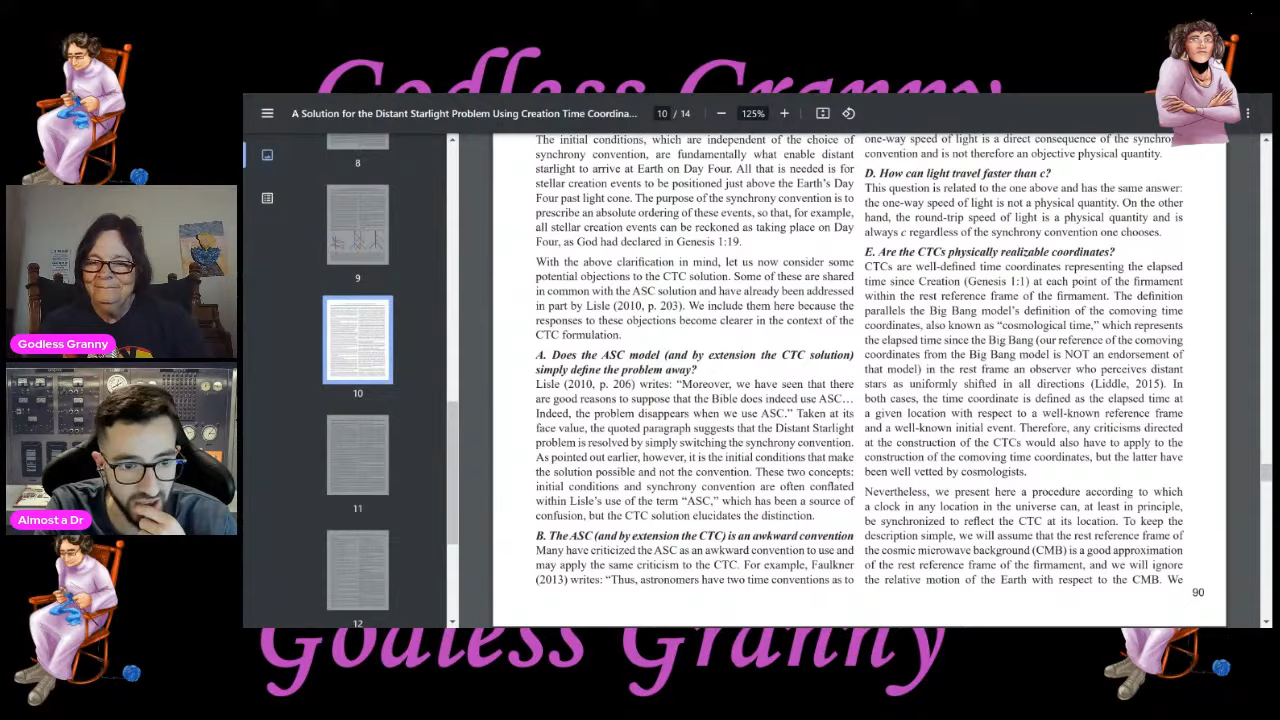 Godless Granny
A Solution for the Distant Starlight Problem Using Creation Time Coordina...
10 / 14
125%
8
9
10
11
12
The initial conditions, which are independent of the choice of
synchrony convention, are fundamentally what enable distant
starlight to arrive at Earth on Day Four. All that is needed is for
stellar creation events to be positioned just above the Earth's Day
Four past light cone. The purpose of the synchrony convention is to
prescribe an absolute ordering of these events, so that, for example,
all stellar creation events can be reckoned as taking place on Day
Four, as God had declared in Genesis 1:19.
With the above clarification in mind, let us now consider some
potential objections to the CTC solution. Some of these are shared
in common with the ASC solution and have already been addressed
in part by Lisle (2010, p. 203). We include them here because the
responses to these objections become clearer in the context of the
CTC formulation.
A. Does the ASC model (and by extension the CTC solution)
simply define the problem away?
Lisle (2010, p. 206) writes: "Moreover, we have seen that there
are good reasons to suppose that the Bible does indeed use ASC…
Indeed, the problem disappears when we use ASC." Taken at its
face value, the quoted paragraph suggests that the Distant Starlight
problem is resolved by simply switching the synchrony convention.
As pointed out earlier, however, it is the initial conditions that make
the solution possible and not the convention. These two concepts:
initial conditions and synchrony convention are often conflated
within Lisle's use of the term "ASC," which has been a source of
confusion, but the CTC solution elucidates the distinction.
B. The ASC (and by extension the CTC) is an awkward convention
Many have criticized the ASC as an awkward convention to use and
may apply the same criticism to the CTC. For example, Faulkner
(2013) writes: "Thus, astronomers have two time conventions as to
one-way speed of light is a direct consequence of the synchrony
convention and is not therefore an objective physical quantity.
D. How can light travel faster than c?
This question is related to the one above and has the same answer:
the one-way speed of light is not a physical quantity. On the other
hand, the round-trip speed of light is a physical quantity and is
always c regardless of the synchrony convention one chooses.
E. Are the CTCs physically realizable coordinates?
CTCs are well-defined time coordinates representing the elapsed
time since Creation (Genesis 1:1) at each point of the firmament
within the rest reference frame of the firmament. The definition
parallels the Big Bang model's definition of the comoving time
coordinates, also known as "cosmological time," which represents
the elapsed time since the Big Bang (our reference of the comoving
coordinates from the Big Bang model is NOT an endorsement of
that model) in the rest frame an observer who perceives distant
stars as uniformly shifted in all directions (Liddle, 2015). In
both cases, the time coordinate is defined as the elapsed time at
a given location with respect to a well-known reference frame
and a well-known initial event. Therefore, any criticisms directed
at the construction of the CTCs would also have to apply to the
construction of the comoving time coordinates, but the latter have
been well vetted by cosmologists.
Nevertheless, we present here a procedure according to which
a clock in any location in the universe can, at least in principle,
be synchronized to reflect the CTC at its location. To keep the
description simple, we will assume that the rest reference frame of
the cosmic microwave background (CMB) is a good approximation
of the rest reference frame of the firmament, and we will ignore
the relative motion of the Earth with respect to the CMB. We
90
Godless Granny
Almost a Dr
Godless Granny